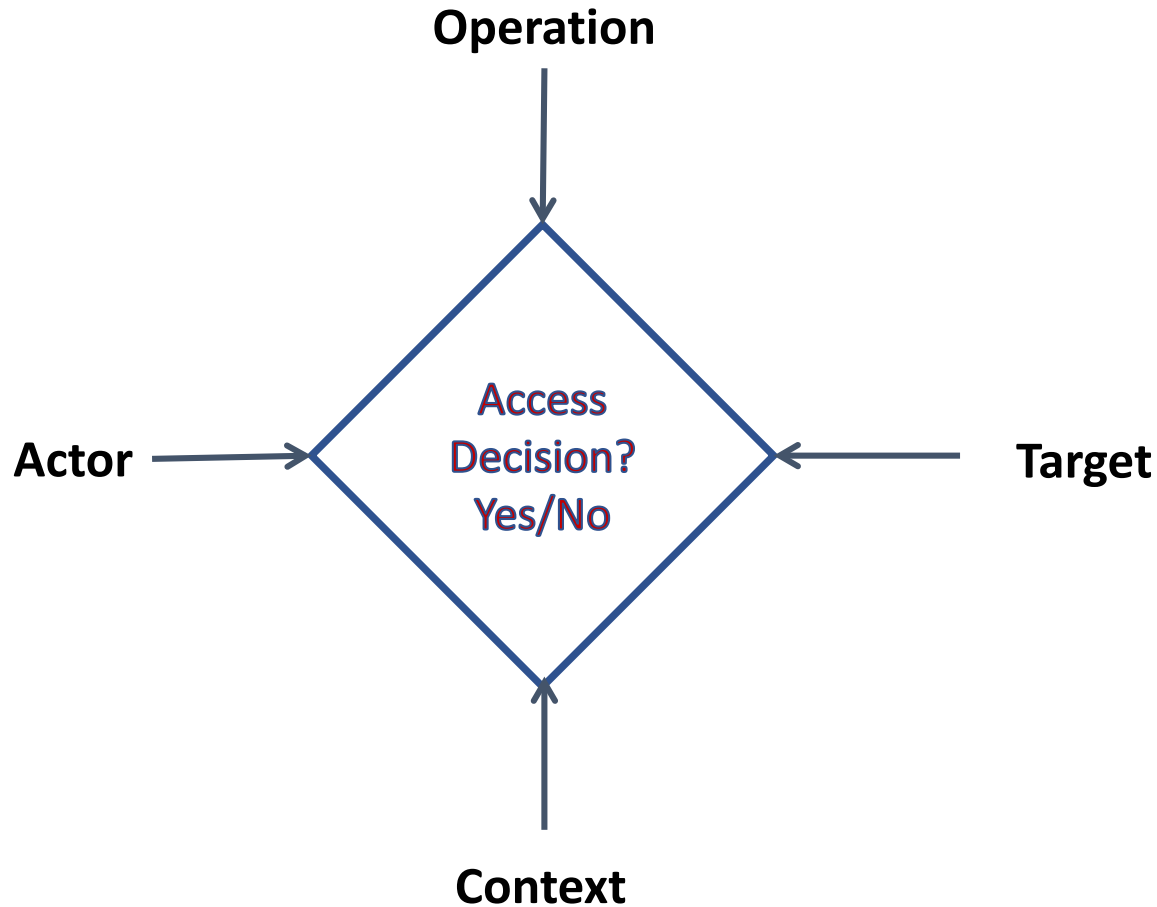 Operation
Access
Decision?
Yes/No
Actor
Target
Context